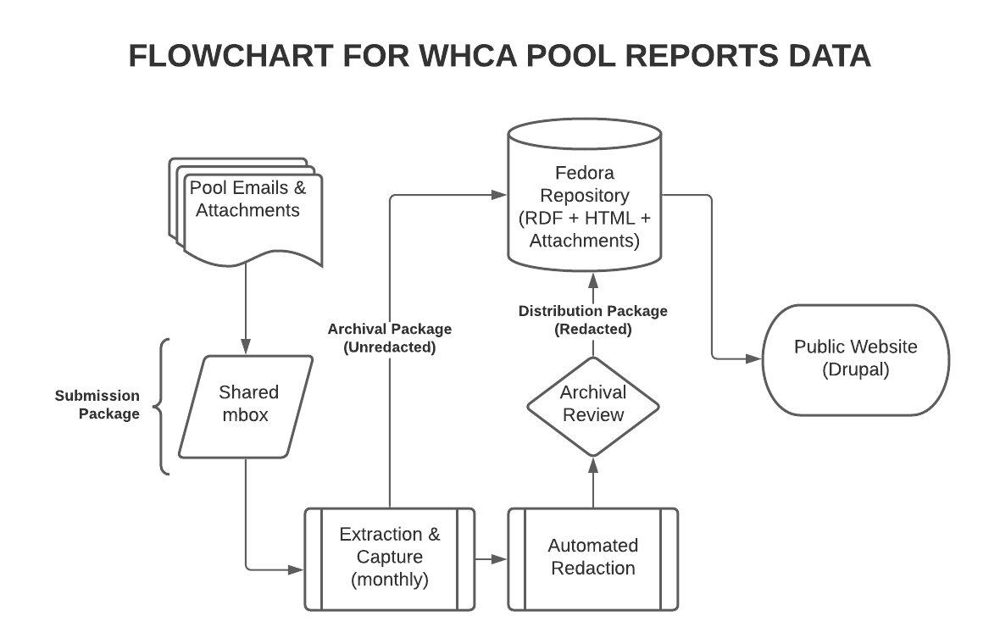 FLOWCHART FOR WHCA POOL REPORTS DATA
Pool Emails &
Attachments
Fedora
Repository
(RDF + HTML +
Attachments)
Archival Package
(Unredacted)
Distribution Package
(Redacted)
Public Website
(Drupal)
Submission
Package
Shared
mbox
Archival
Review
Extraction &
Capture
(monthly)
Automated
Redaction